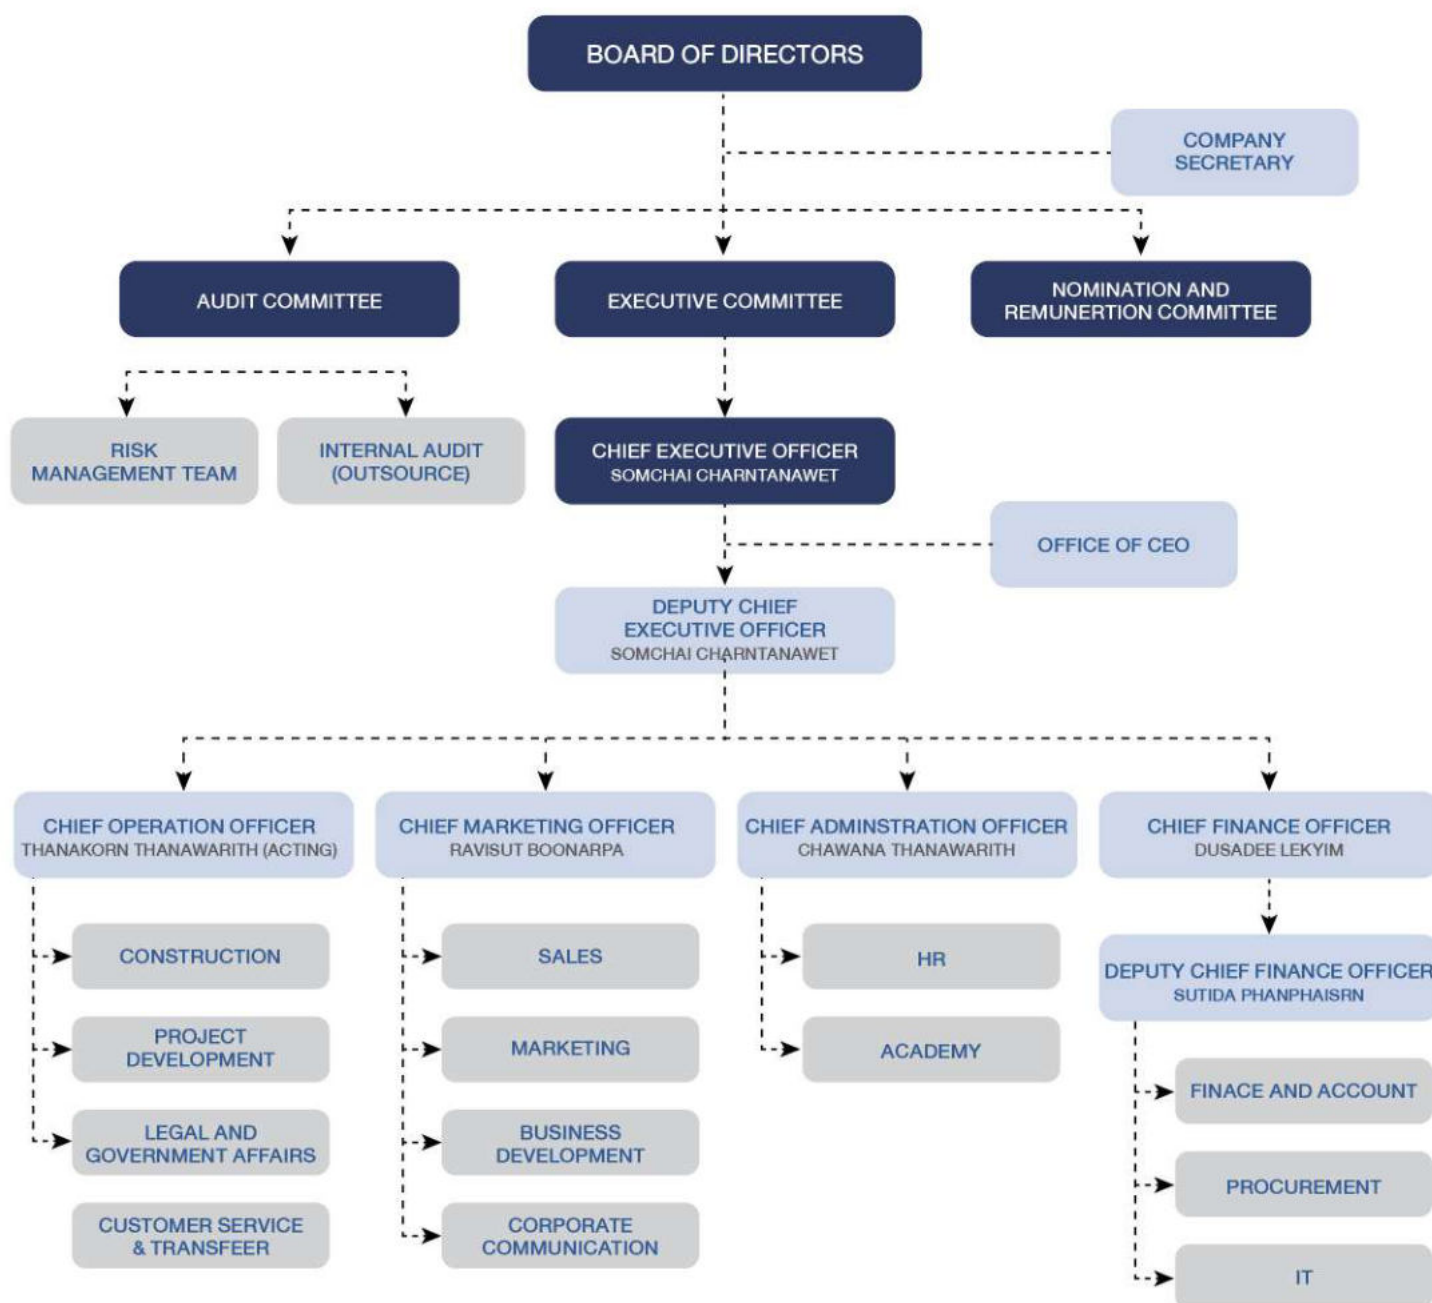 BOARD OF DIRECTORS
COMPANY
SECRETARY
AUDIT COMMITTEE
EXECUTIVE COMMITTEE
NOMINATION AND
REMUNERTION COMMITTEE
RISK
MANAGEMENT TEAM
INTERNAL AUDIT
(OUTSOURCE)
CHIEF EXECUTIVE OFFICER
SOMCHAI CHARNTANAWET
OFFICE OF CEO
DEPUTY CHIEF
EXECUTIVE OFFICER
SOMCHAI CHARNTANAWET
CHIEF OPERATION OFFICER
THANAKORN THANAWARITH (ACTING)
CHIEF MARKETING OFFICER
RAVISUT BOONARPA
CHIEF ADMINSTRATION OFFICER
CHAWANA THANAWARITH
CHIEF FINANCE OFFICER
DUSADEE LEKYIM
CONSTRUCTION
PROJECT
DEVELOPMENT
LEGAL AND
GOVERNMENT AFFAIRS
CUSTOMER SERVICE
& TRANSFEER
SALES
MARKETING
BUSINESS
DEVELOPMENT
CORPORATE
COMMUNICATION
HR
ACADEMY
DEPUTY CHIEF FINANCE OFFICER
SUTIDA PHANPHAISRN
FINACE AND ACCOUNT
PROCUREMENT
IT